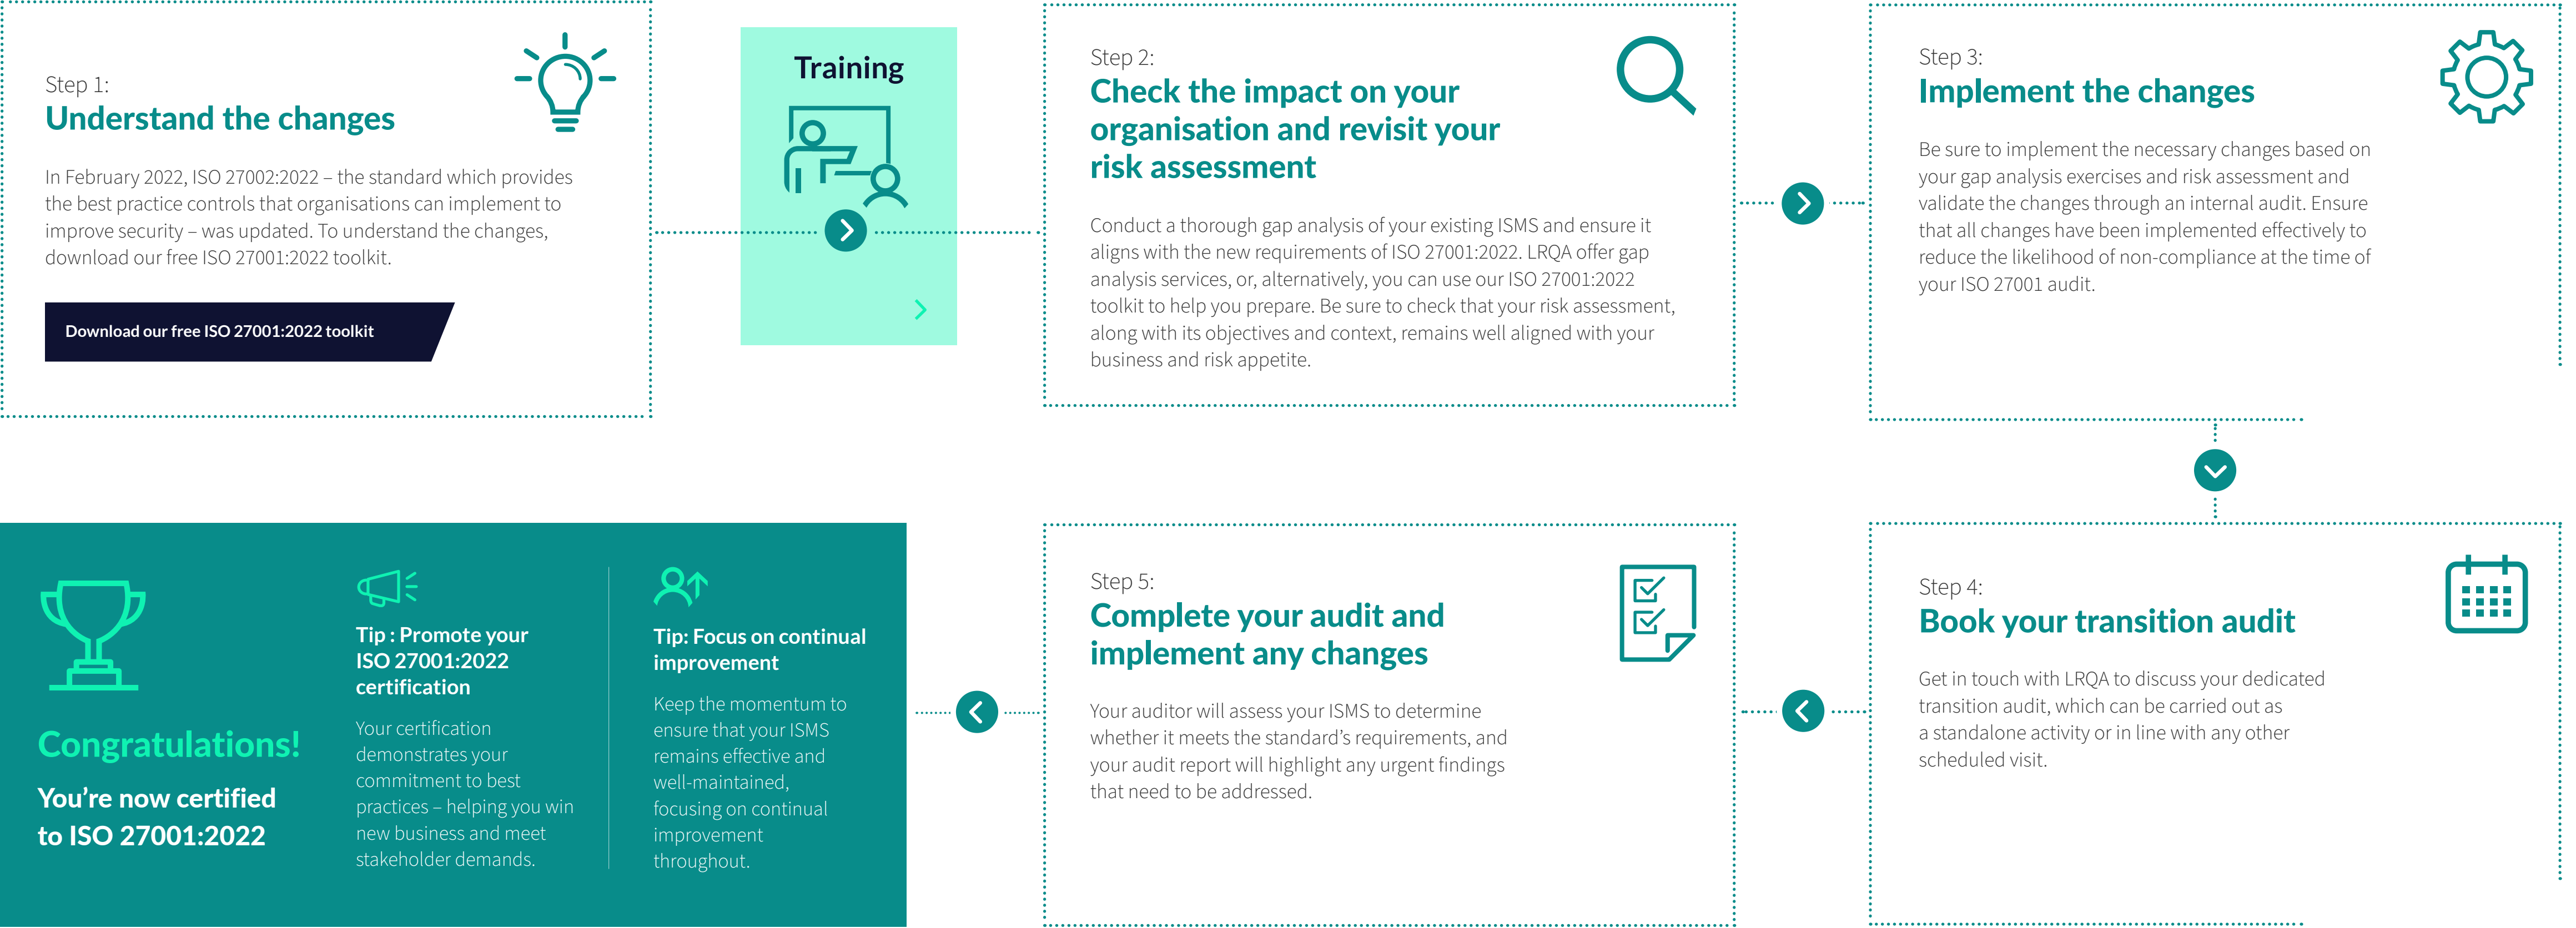 Step 1:
Understand the changes
In February 2022, ISO 27002:2022 – the standard which provides
the best practice controls that organisations can implement to
improve security – was updated. To understand the changes,
download our free ISO 27001:2022 toolkit.
Download our free ISO 27001:2022 toolkit
Training
Step 2:
Check the impact on your
organisation and revisit your
risk assessment
Conduct a thorough gap analysis of your existing ISMS and ensure it
aligns with the new requirements of ISO 27001:2022. LRQA offer gap
analysis services, or, alternatively, you can use our ISO 27001:2022
toolkit to help you prepare. Be sure to check that your risk assessment,
along with its objectives and context, remains well aligned with your
business and risk appetite.
Step 3:
Implement the changes
Be sure to implement the necessary changes based on
your gap analysis exercises and risk assessment and
validate the changes through an internal audit. Ensure
that all changes have been implemented effectively to
reduce the likelihood of non-compliance at the time of
your ISO 27001 audit.
Step 4:
Book your transition audit
Get in touch with LRQA to discuss your dedicated
transition audit, which can be carried out as
a standalone activity or in line with any other
scheduled visit.
Step 5:
Complete your audit and
implement any changes
Your auditor will assess your ISMS to determine
whether it meets the standard’s requirements, and
your audit report will highlight any urgent findings
that need to be addressed.
Congratulations!
You’re now certified
to ISO 27001:2022
Tip : Promote your
ISO 27001:2022
certification
Your certification
demonstrates your
commitment to best
practices – helping you win
new business and meet
stakeholder demands.
Tip: Focus on continual
improvement
Keep the momentum to
ensure that your ISMS
remains effective and
well-maintained,
focusing on continual
improvement
throughout.